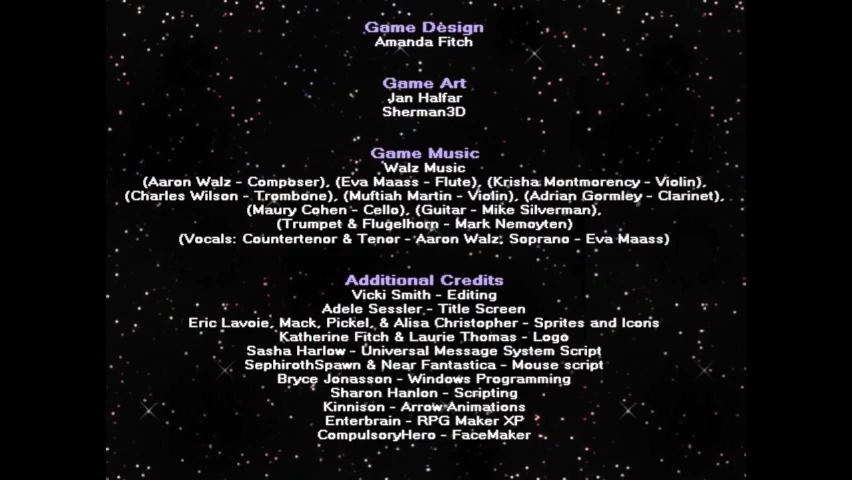 Game Design
Amanda Fitch
Game Art
Jan Halfar
Sherman3D
Game Music
Walz Music
(Aaron Walz - Composer), (Eva Maass - Flute), (Krisha Montmorency - Violin),
(Charles Wilson - Trombone), (Muftiah Martin - Violin), (Adrian Gormley - Clarinet),
(Maury Cohen - Cello), (Guitar - Mike Silverman),
(Trumpet & Flugelhorn - Mark Nemoyten)
(Vocals: Countertenor & Tenor - Aaron Walz, Soprano - Eva Maass)
Additional Credits
Vicki Smith - Editing
Adele Sessler - Title Screen
Eric Lavoie, Mack, Pickel, & Alisa Christopher - Sprites and Icons
Katherine Fitch & Laurie Thomas - Logo
Sasha Harlow - Universal Message System Script
SephirothSpawn & Near Fantastica - Mouse script
Bryce Jonasson - Windows Programming
Sharon Hanlon - Scripting
Kinnison - Arrow Animations
Enterbrain - RPG Maker XP
CompulsoryHero - FaceMaker